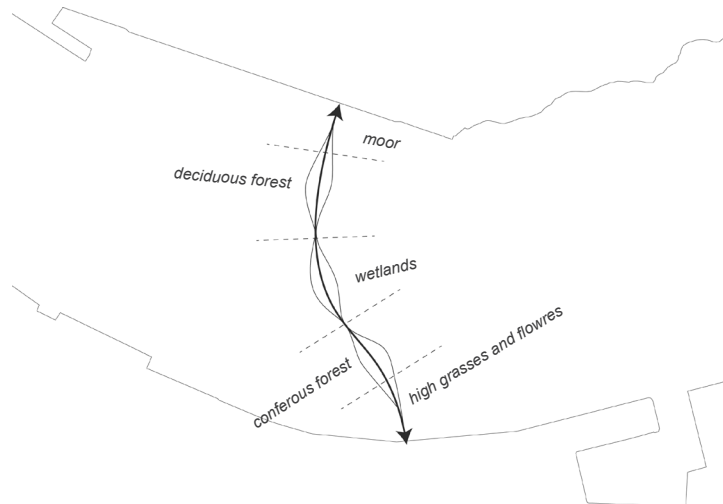 moor
deciduous forest
wetlands
conferous forest
high grasses and flowres